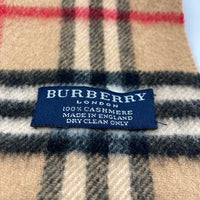 BURBERRY
LONDON
100% CASHMERE
MADE IN ENGLAND
DRY CLEAN ONLY